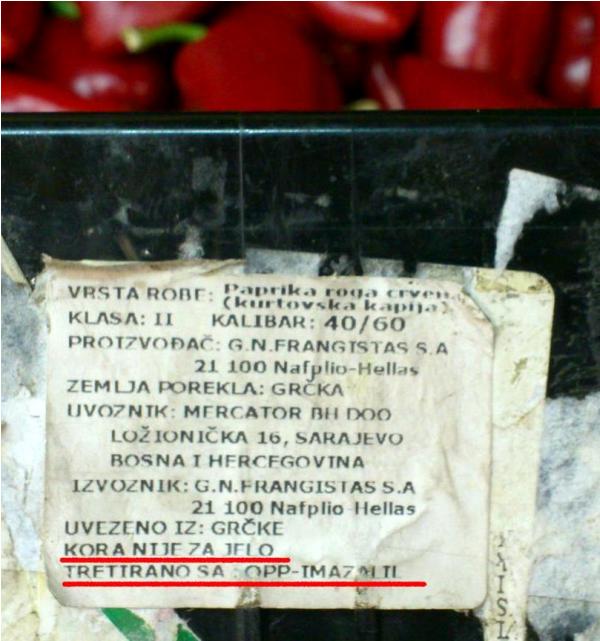 VRSTA ROBE: Paprika roga crvena
(kurtovska kapija)
KLASA: II KALIBAR: 40/60
PROIZVOĐAČ: G.N.FRANGISTAS S.A
21 100 Nafplio-Hellas
ZEMLJA POREKLA: GRČKA
UVOZNIK: MERCATOR BH DOO
LOŽIONIČKA 16, SARAJEVO
BOSNA I HERCEGOVINA
IZVOZNIK: G.N.FRANGISTAS S.A
21 100 Nafplio-Hellas
UVEZENO IZ: GRČKE
KORA NIJE ZA JELO
TRETIRANO SA : OPP-IMAZALIL